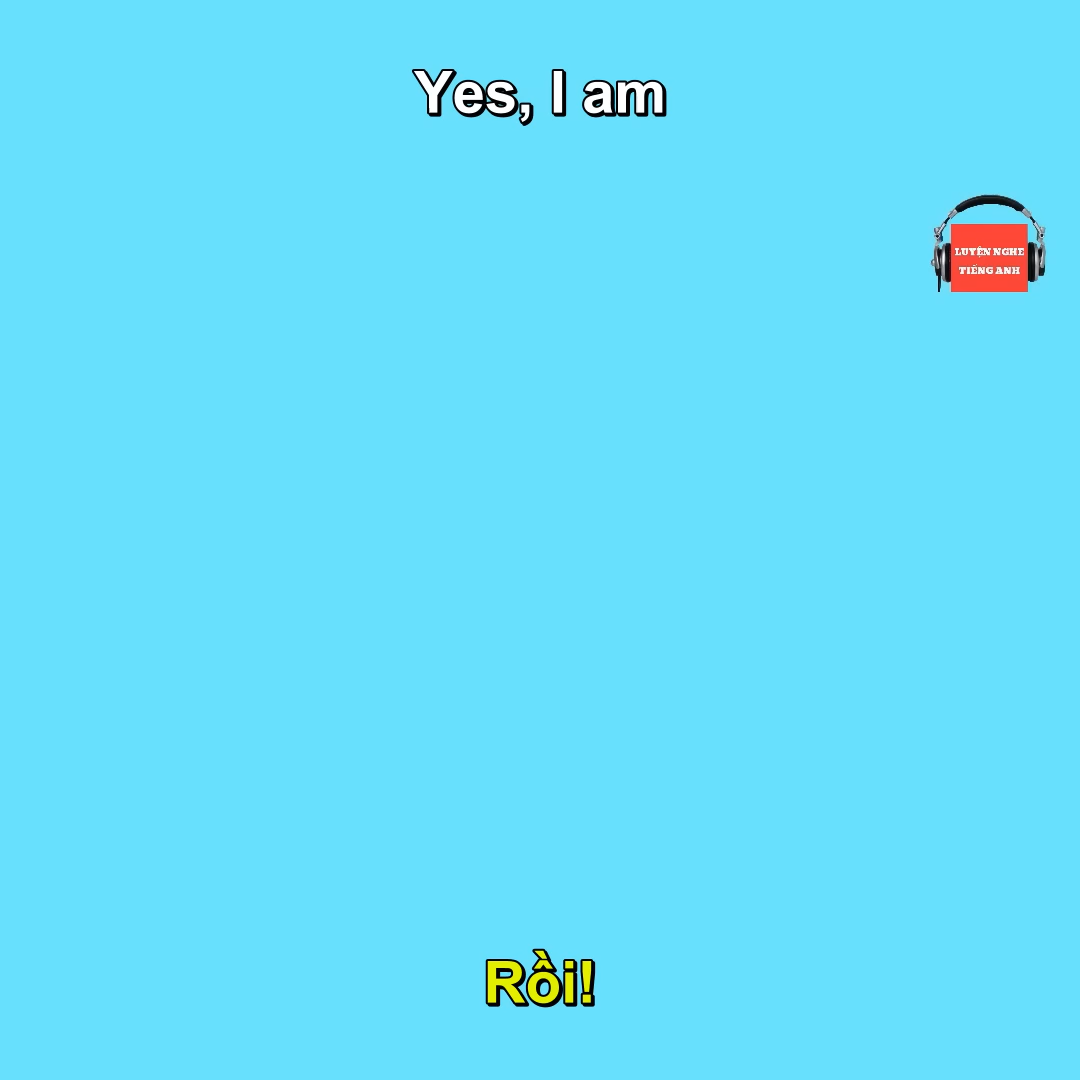 Yes, I am
LUYỆN NGHE
TIẾNG ANH
Rồi!